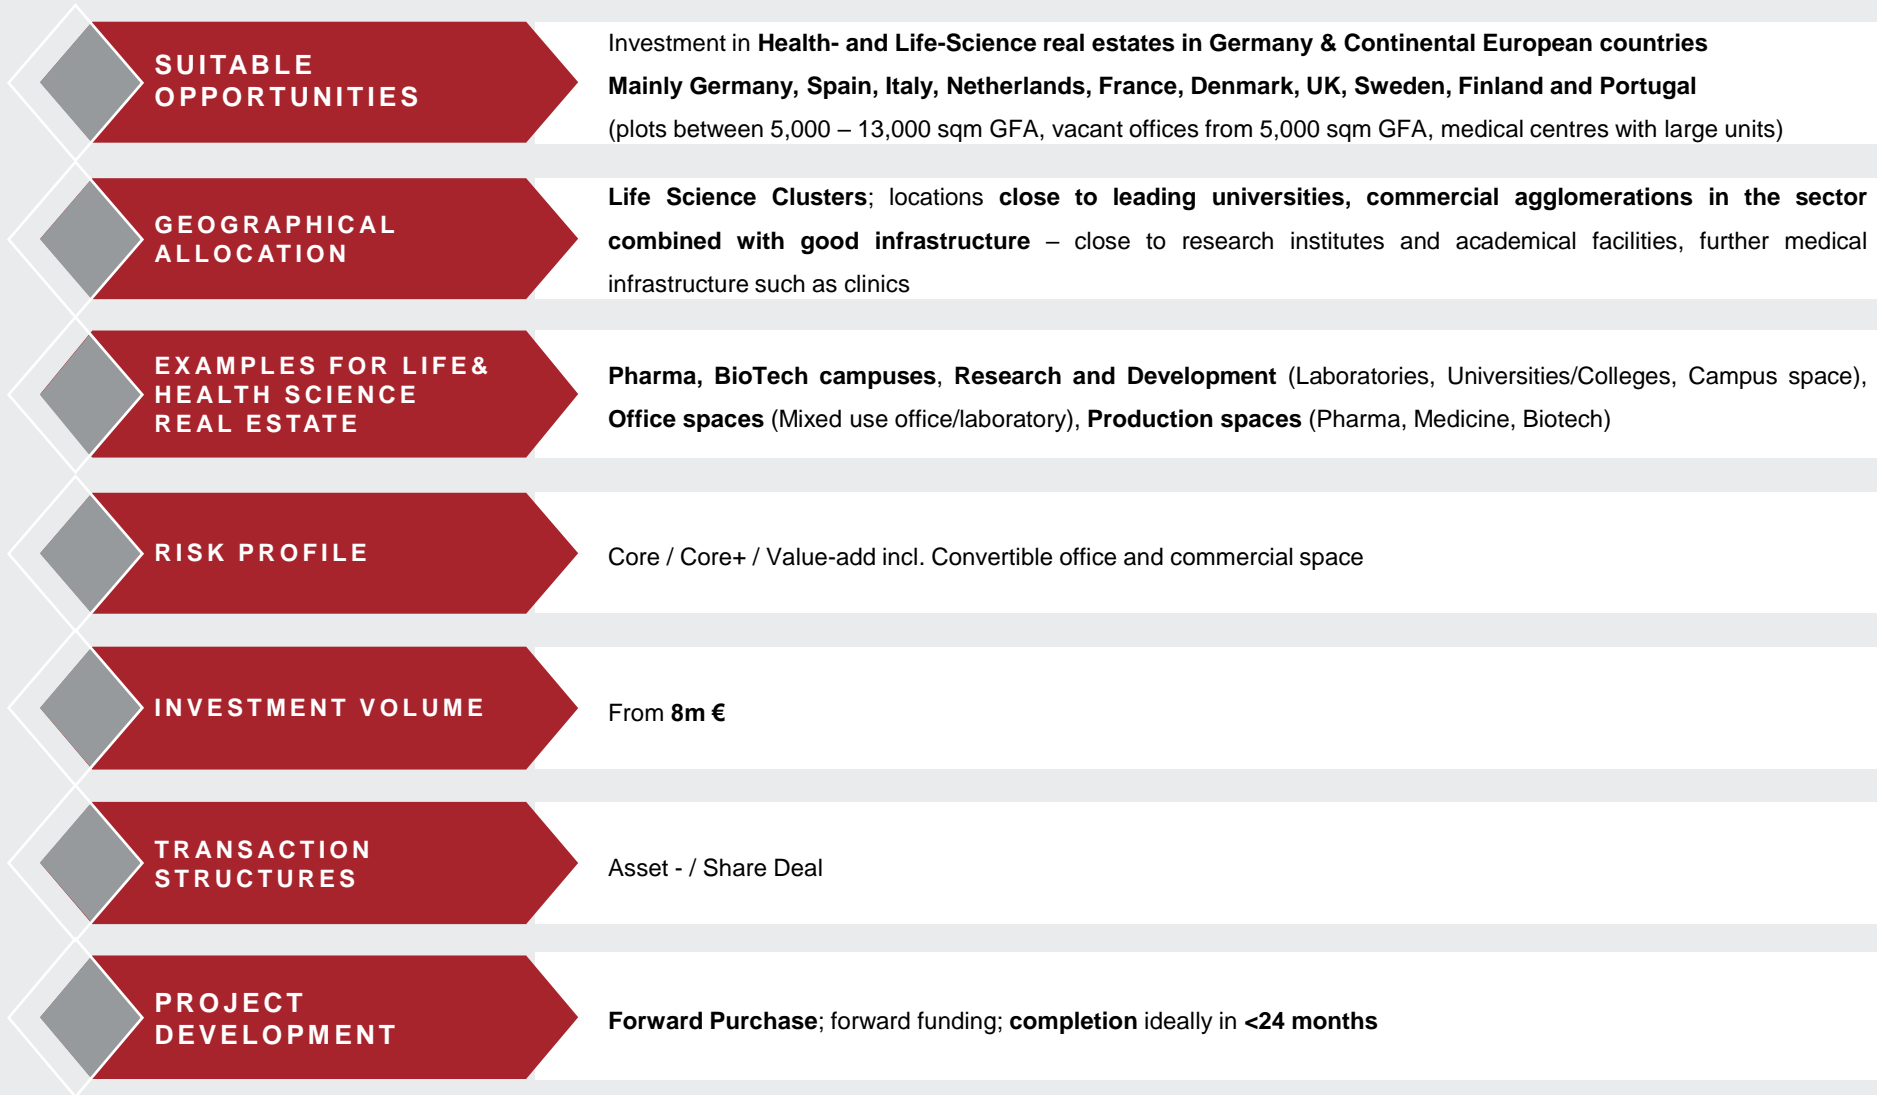 SUITABLE
OPPORTUNITIES
Investment in Health- and Life-Science real estates in Germany & Continental European countries
Mainly Germany, Spain, Italy, Netherlands, France, Denmark, UK, Sweden, Finland and Portugal
(plots between 5,000 – 13,000 sqm GFA, vacant offices from 5,000 sqm GFA, medical centres with large units)
GEOGRAPHICAL
ALLOCATION
Life Science Clusters; locations close to leading universities, commercial agglomerations in the sector
combined with good infrastructure – close to research institutes and academical facilities, further medical
infrastructure such as clinics
EXAMPLES FOR LIFE&
HEALTH SCIENCE
REAL ESTATE
Pharma, BioTech campuses, Research and Development (Laboratories, Universities/Colleges, Campus space),
Office spaces (Mixed use office/laboratory), Production spaces (Pharma, Medicine, Biotech)
RISK PROFILE
Core / Core+ / Value-add incl. Convertible office and commercial space
INVESTMENT VOLUME
From 8m €
TRANSACTION
STRUCTURES
Asset - / Share Deal
PROJECT
DEVELOPMENT
Forward Purchase; forward funding; completion ideally in <24 months